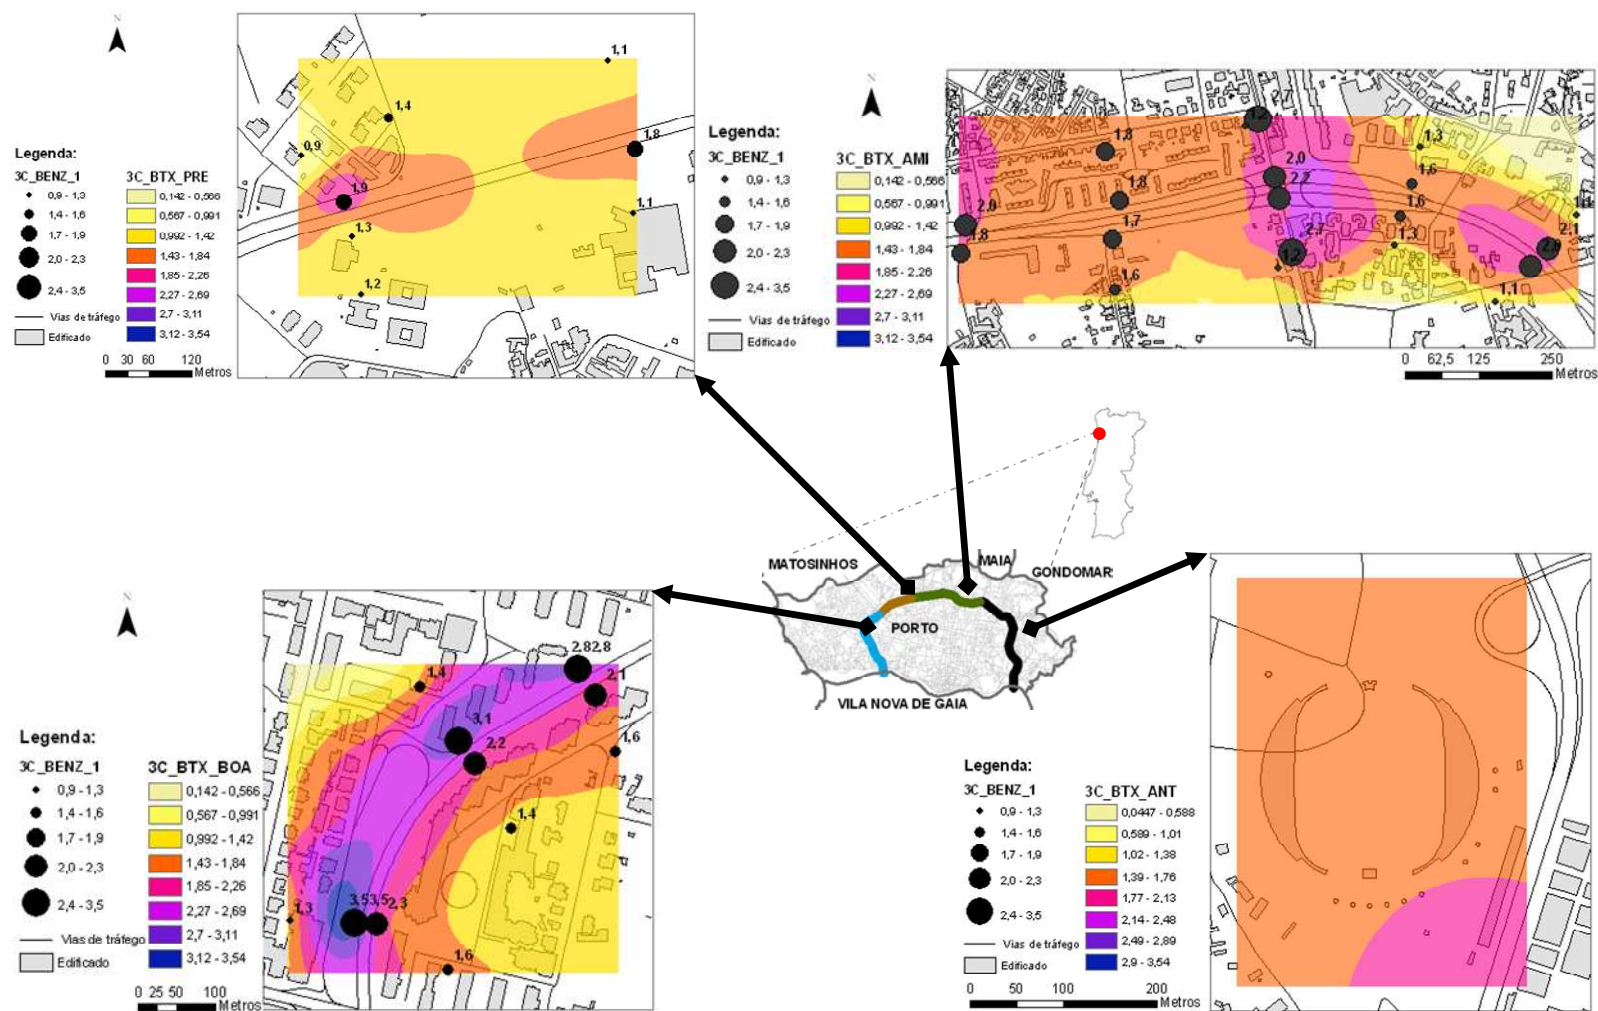 N
Legenda:
3C_BENZ_1
0,9 - 1,3
1,4 - 1,6
1,7 - 1,9
2,0 - 2,3
2,4 - 3,5
Vias de tráfego
Edificado
3C_BTX_PRE
0,142 - 0,566
0,567 - 0,991
0,992 - 1,42
1,43 - 1,84
1,85 - 2,26
2,27 - 2,69
2,7 - 3,11
3,12 - 3,54
0 30 60 120
Metros
1,1
1,4
1,8
0,9
1,9
1,1
1,3
1,2
N
Legenda:
3C_BENZ_1
0,9 - 1,3
1,4 - 1,6
1,7 - 1,9
2,0 - 2,3
2,4 - 3,5
Vias de tráfego
Edificado
3C_BTX_AMI
0,142 - 0,566
0,567 - 0,991
0,992 - 1,42
1,43 - 1,84
1,85 - 2,26
2,27 - 2,69
2,7 - 3,11
3,12 - 3,54
2,7
1,2
1,8
1,3
2,0
2,2
1,6
1,8
2,0
1,7
1,6
1,1
1,8
2,7
2,1
1,3
2,0
1,2
1,6
1,1
0 62,5 125 250
Metros
MATOSINHOS
MAIA
GONDOMAR
PORTO
VILA NOVA DE GAIA
N
Legenda:
3C_BENZ_1
0,9 - 1,3
1,4 - 1,6
1,7 - 1,9
2,0 - 2,3
2,4 - 3,5
Vias de tráfego
Edificado
3C_BTX_BOA
0,142 - 0,566
0,567 - 0,991
0,992 - 1,42
1,43 - 1,84
1,85 - 2,26
2,27 - 2,69
2,7 - 3,11
3,12 - 3,54
0 25 50 100
Metros
2,82,8
1,4
2,1
3,1
2,2
1,6
1,4
3,53,5
2,3
1,3
1,6
Legenda:
3C_BENZ_1
0,9 - 1,3
1,4 - 1,6
1,7 - 1,9
2,0 - 2,3
2,4 - 3,5
Vias de tráfego
Edificado
3C_BTX_ANT
0,0447 - 0,588
0,589 - 1,01
1,02 - 1,38
1,39 - 1,76
1,77 - 2,13
2,14 - 2,48
2,49 - 2,89
2,9 - 3,54
0 50 100 200
Metros